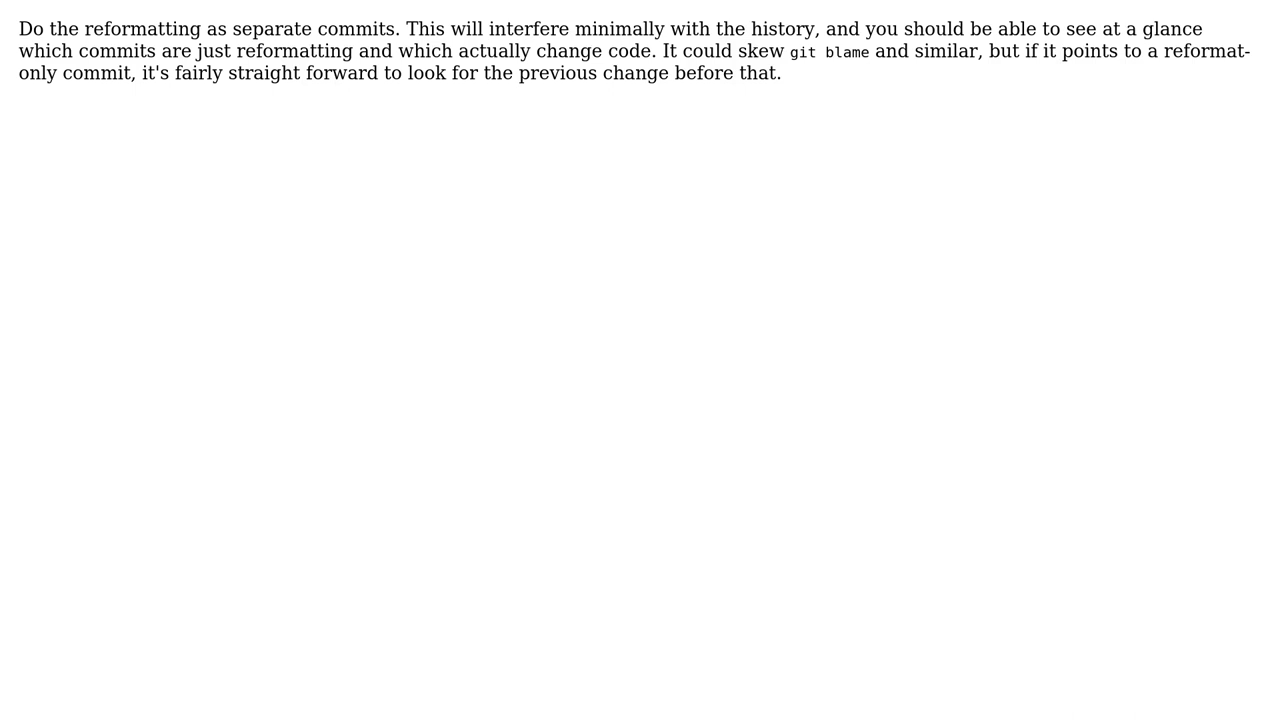 Do the reformatting as separate commits. This will interfere minimally with the history, and you should be able to see at a glance
which commits are just reformatting and which actually change code. It could skew git blame and similar, but if it points to a reformat-
only commit, it's fairly straight forward to look for the previous change before that.